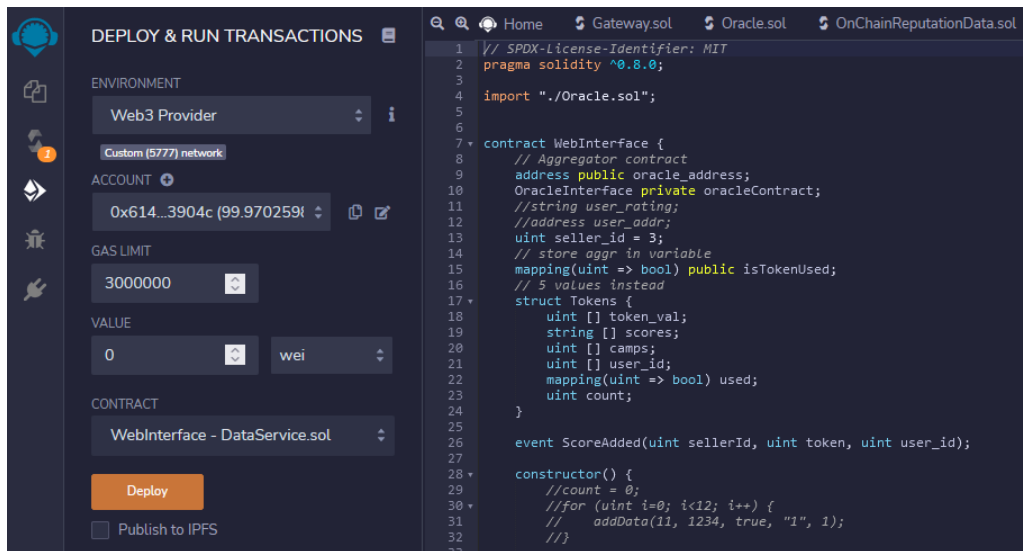 DEPLOY & RUN TRANSACTIONS
ENVIRONMENT
Web3 Provider
i
Custom (5777) network
1
ACCOUNT
0x614...3904c (99.9702598
GAS LIMIT
3000000
VALUE
0
wei
CONTRACT
WebInterface - DataService.sol
Deploy
Publish to IPFS
Home Gateway.sol Oracle.sol OnChainReputationData.sol
1 // SPDX-License-Identifier: MIT
2 pragma solidity ^0.8.0;
3
4 import "./Oracle.sol";
5
6
7 contract WebInterface {
8 // Aggregator contract
9 address public oracle_address;
10 OracleInterface private oracleContract;
11 //string user_rating;
12 //address user_addr;
13 uint seller_id = 3;
14 // store aggr in variable
15 mapping(uint => bool) public isTokenUsed;
16 // 5 values instead
17 struct Tokens {
18 uint [] token_val;
19 string [] scores;
20 uint [] camps;
21 uint [] user_id;
22 mapping(uint => bool) used;
23 uint count;
24 }
25
26 event ScoreAdded(uint sellerId, uint token, uint user_id);
27
28 constructor() {
29 //count = 0;
30 //for (uint i=0; i<12; i++) {
31 // addData(11, 1234, true, "1", 1);
32 //}